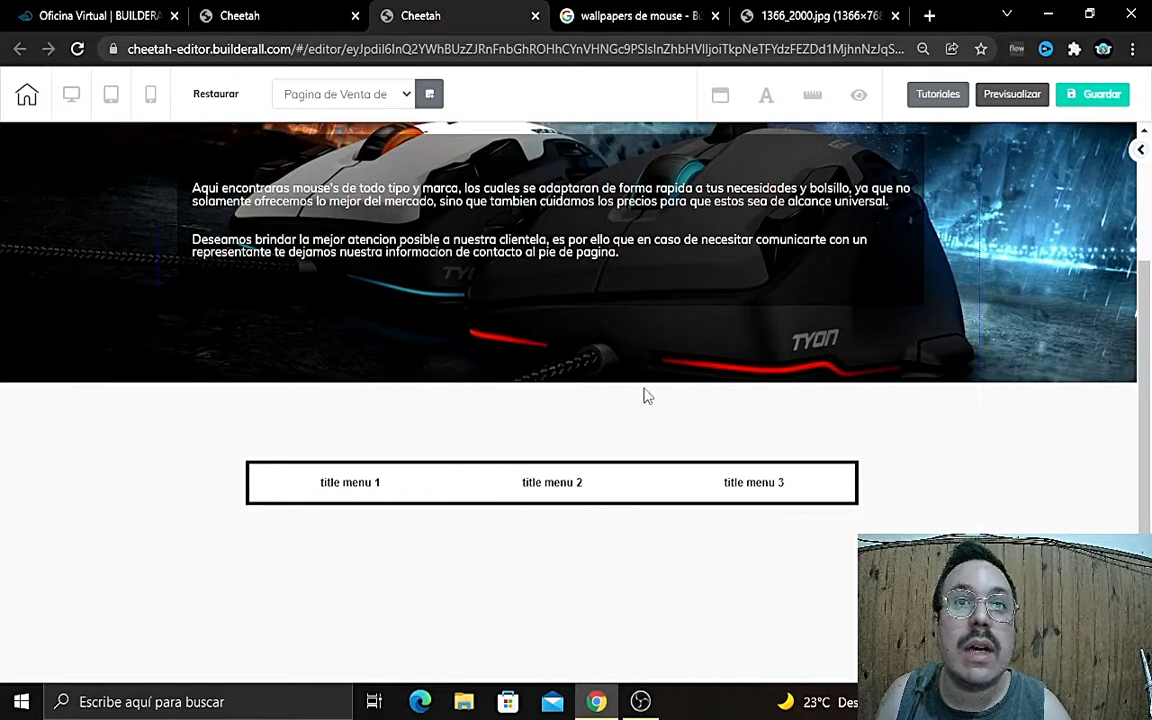 Oficina Virtual | BUILDERA
Cheetah
Cheetah
wallpapers de mouse - B
1366_2000.jpg (1366×76
cheetah-editor.builderall.com/#/editor/
Restaurar
Pagina de Venta de
Tutoriales
Previsualizar
Guardar
Aqui encontraras mouse's de todo tipo y marca, los cuales se adaptaran de forma rapida a tus necesidades y bolsillo, ya que no
solamente ofrecemos lo mejor del mercado, sino que tambien cuidamos los precios para que estos sea de alcance universal.
Deseamos brindar la mejor atencion posible a nuestra clientela, es por ello que en caso de necesitar comunicarte con un
representante te dejamos nuestra informacion de contacto al pie de pagina.
TYON
title menu 1
title menu 2
title menu 3
Escribe aquí para buscar
23°C Des